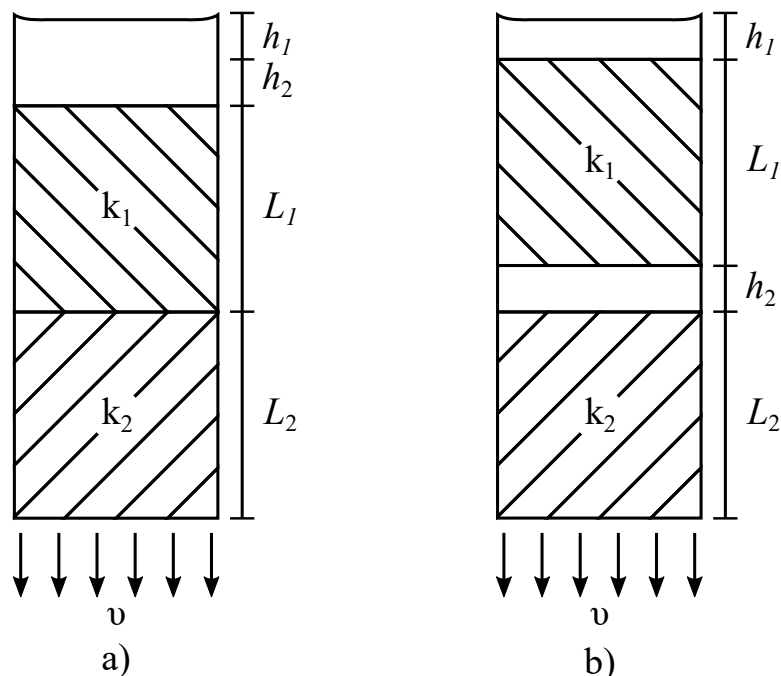 h₁
h₂
k₁
L₁
k₂
L₂
υ
a)
h₁
k₁
L₁
h₂
k₂
L₂
υ
b)